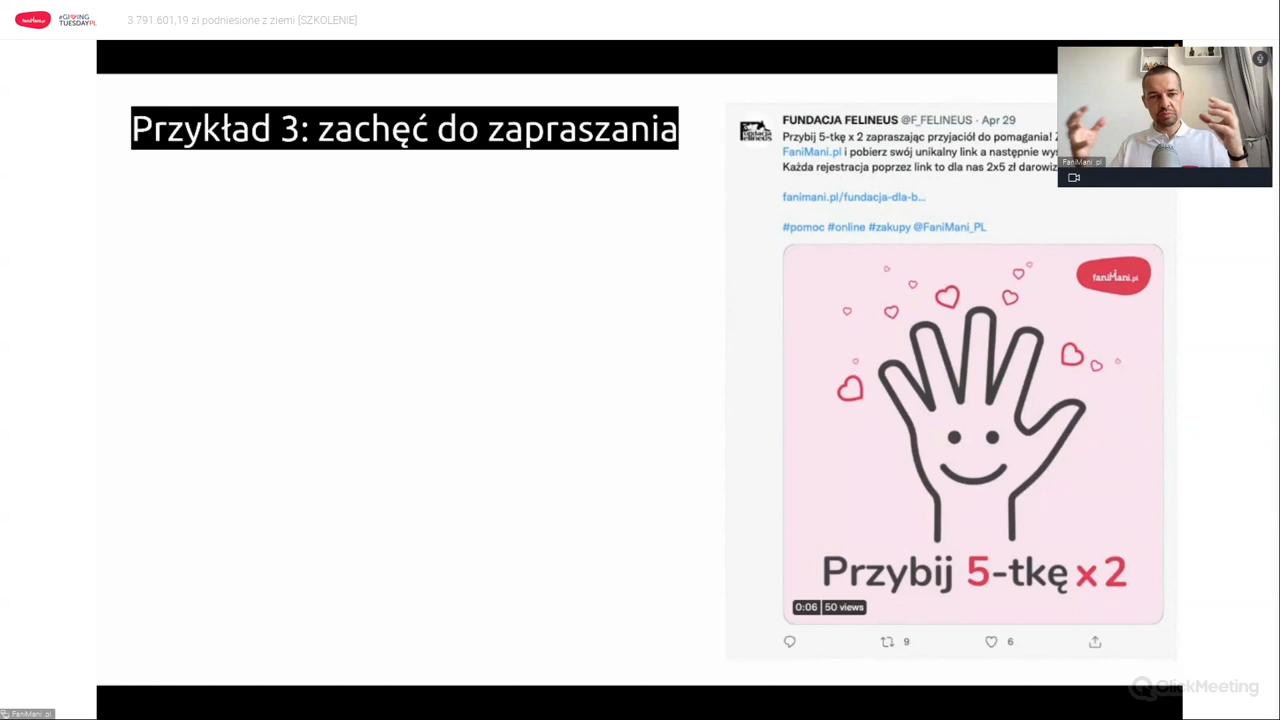 faniMani.pl
#GIVING
TUESDAYPL
3.791.601,19 zł podniesione z ziemi [SZKOLENIE]
Przykład 3: zachęć do zapraszania
FUNDACJA FELINEUS @F_FELINEUS · Apr 29
Przybij 5-tkę x 2 zapraszając przyjaciół do pomagania!
FaniMani.pl i pobierz swój unikalny link a następnie
Każda rejestracja poprzez link to dla nas 2x5 zł
fanimani.pl/fundacja-dla-b...
#pomoc #online #zakupy @FaniMani_PL
faniMani.pl
Przybij 5-tkę x 2
0:06 50 views
9
6
FaniMani .pl
ClickMeeting
FaniMani .pl